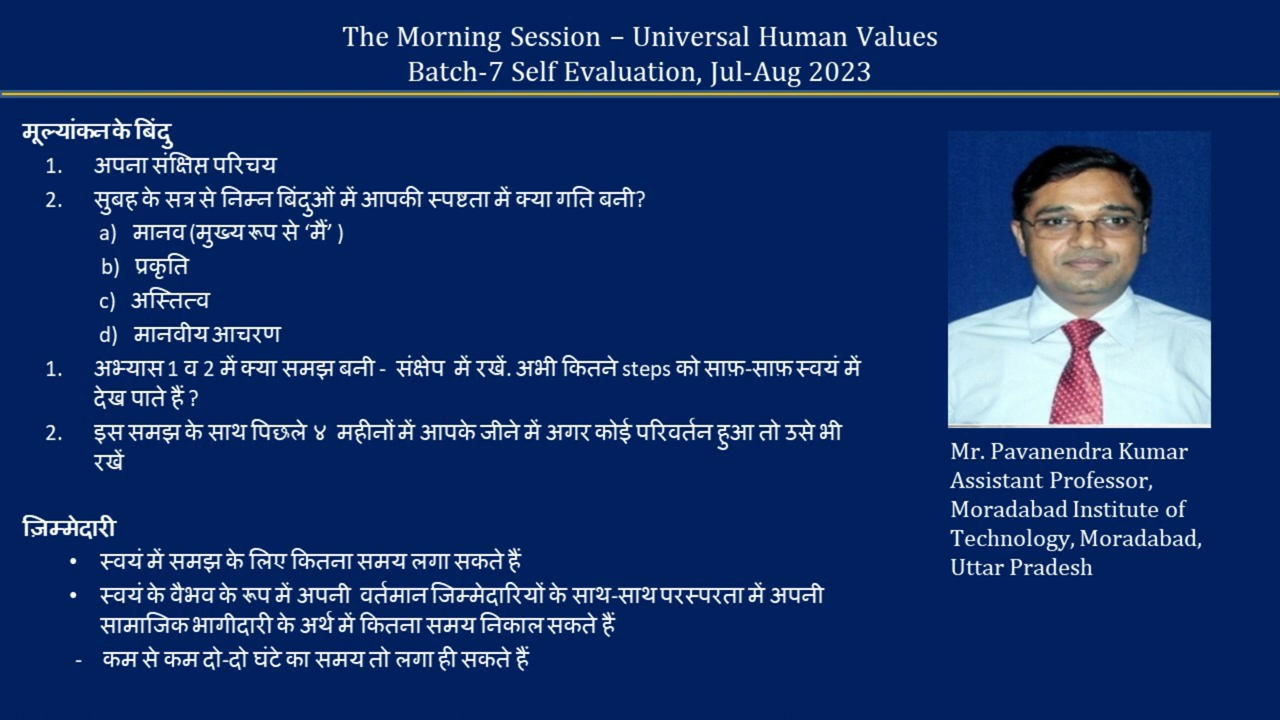 The Morning Session – Universal Human Values
Batch-7 Self Evaluation, Jul-Aug 2023
मूल्यांकन के बिंदु
1. अपना संक्षिप्त परिचय
2. सुबह के सत्र से निम्न बिंदुओं में आपकी स्पष्टता में क्या गति बनी?
a) मानव (मुख्य रूप से ‘मैं’ )
b) प्रकृति
c) अस्तित्व
d) मानवीय आचरण
1. अभ्यास 1 व 2 में क्या समझ बनी - संक्षेप में रखें. अभी कितने steps को साफ़-साफ़ स्वयं में
देख पाते हैं ?
2. इस समझ के साथ पिछले ४ महीनों में आपके जीने में अगर कोई परिवर्तन हुआ तो उसे भी
रखें
ज़िम्मेदारी
• स्वयं में समझ के लिए कितना समय लगा सकते हैं
• स्वयं के वैभव के रूप में अपनी वर्तमान जिम्मेदारियों के साथ-साथ परस्परता में अपनी
सामाजिक भागीदारी के अर्थ में कितना समय निकाल सकते हैं
- कम से कम दो-दो घंटे का समय तो लगा ही सकते हैं
Mr. Pavanendra Kumar
Assistant Professor,
Moradabad Institute of
Technology, Moradabad,
Uttar Pradesh